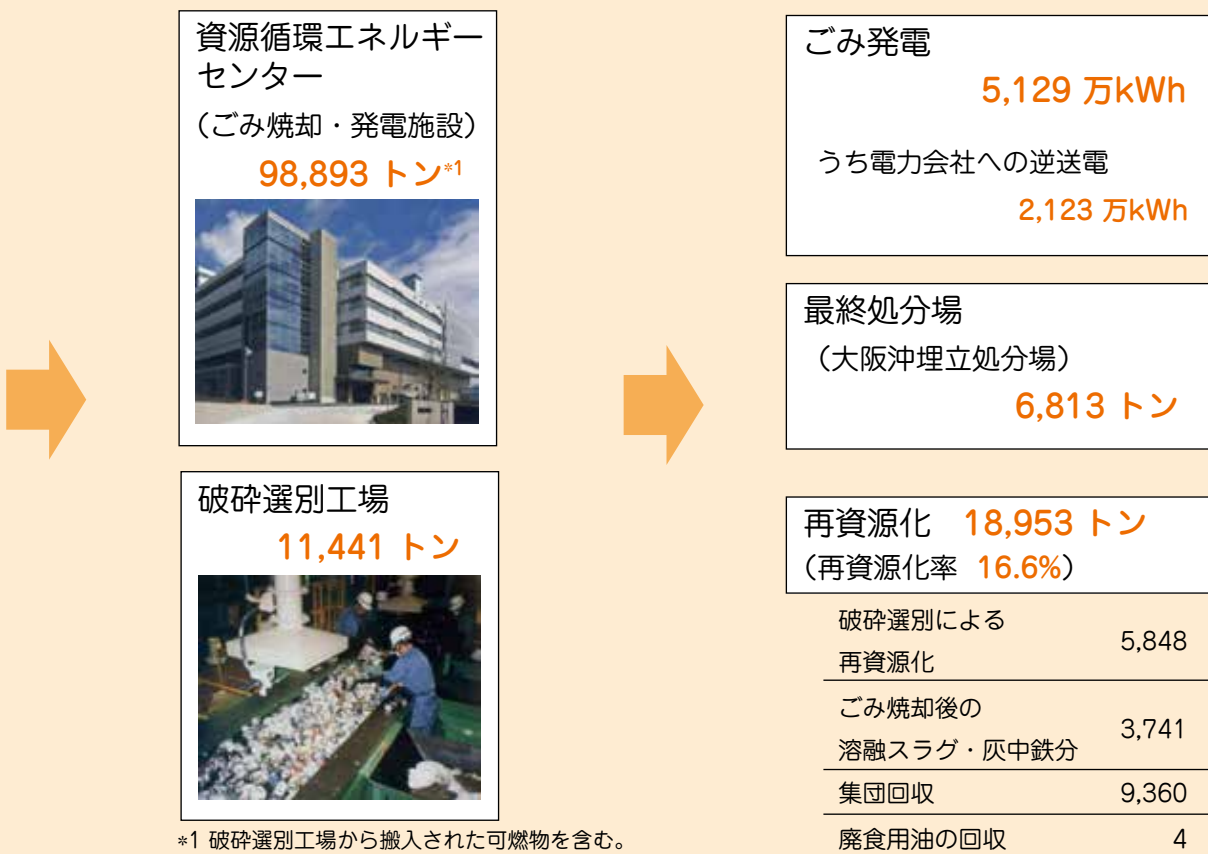 資源循環エネルギー
センター
（ごみ焼却・発電施設）
98,893 トン*1
破砕選別工場
11,441 トン
*1 破砕選別工場から搬入された可燃物を含む。
ごみ発電
5,129 万kWh
うち電力会社への逆送電
2,123 万kWh
最終処分場
（大阪沖埋立処分場）
6,813 トン
再資源化 18,953 トン
（再資源化率 16.6%）
破砕選別による
再資源化 5,848
ごみ焼却後の
溶融スラグ・灰中鉄分 3,741
集団回収 9,360
廃食用油の回収 4